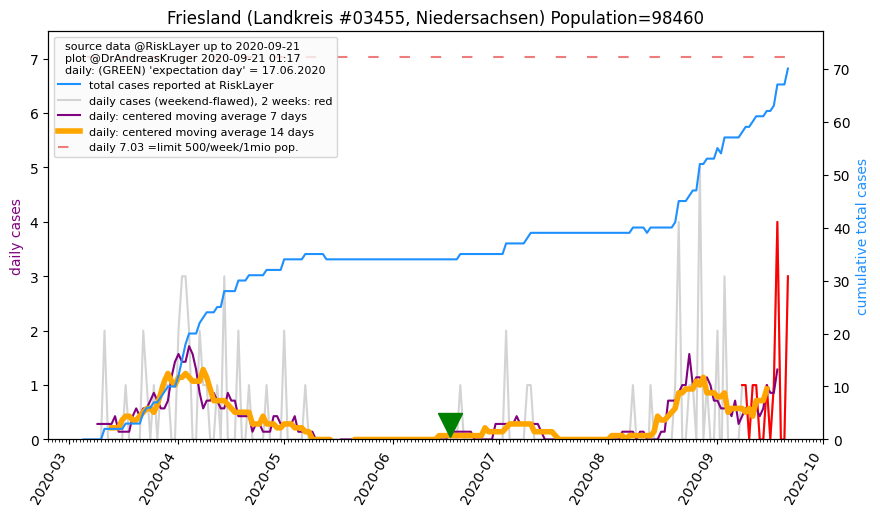 Friesland (Landkreis #03455, Niedersachsen) Population=98460
source data @RiskLayer up to 2020-09-21
plot @DrAndreasKruger 2020-09-21 01:17
daily: (GREEN) 'expectation day' = 17.06.2020
total cases reported at RiskLayer
daily cases (weekend-flawed), 2 weeks: red
daily: centered moving average 7 days
daily: centered moving average 14 days
daily 7.03 =limit 500/week/1mio pop.
daily cases
7
6
5
4
3
2
1
0
cumulative total cases
70
60
50
40
30
20
10
0
2020-03
2020-04
2020-05
2020-06
2020-07
2020-08
2020-09
2020-10